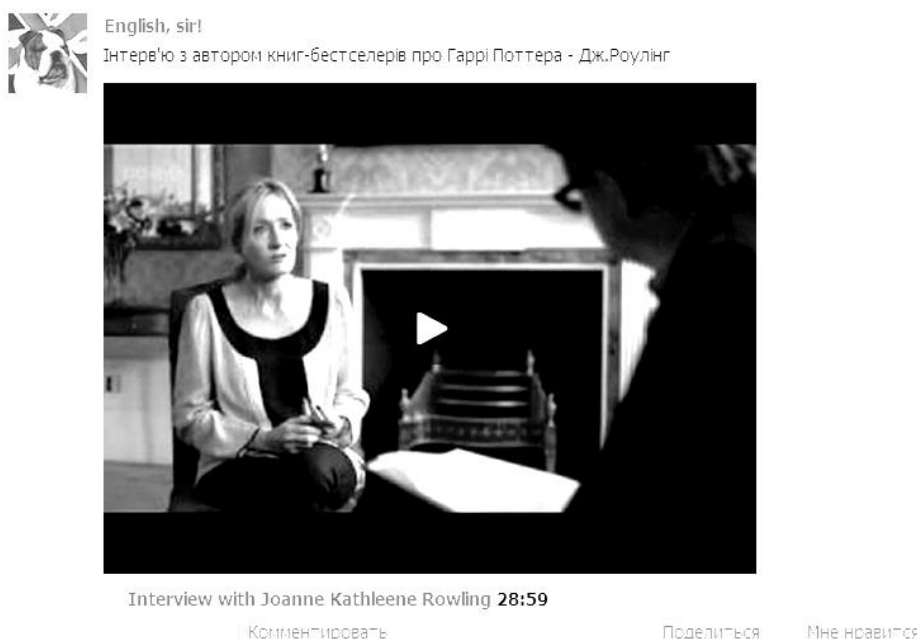 English, sir!
Інтерв'ю з автором книг-бестселерів про Гаррі Поттера - Дж.Роулінг
Interview with Joanne Kathleene Rowling 28:59
Комментировать Поделиться Мне нравится